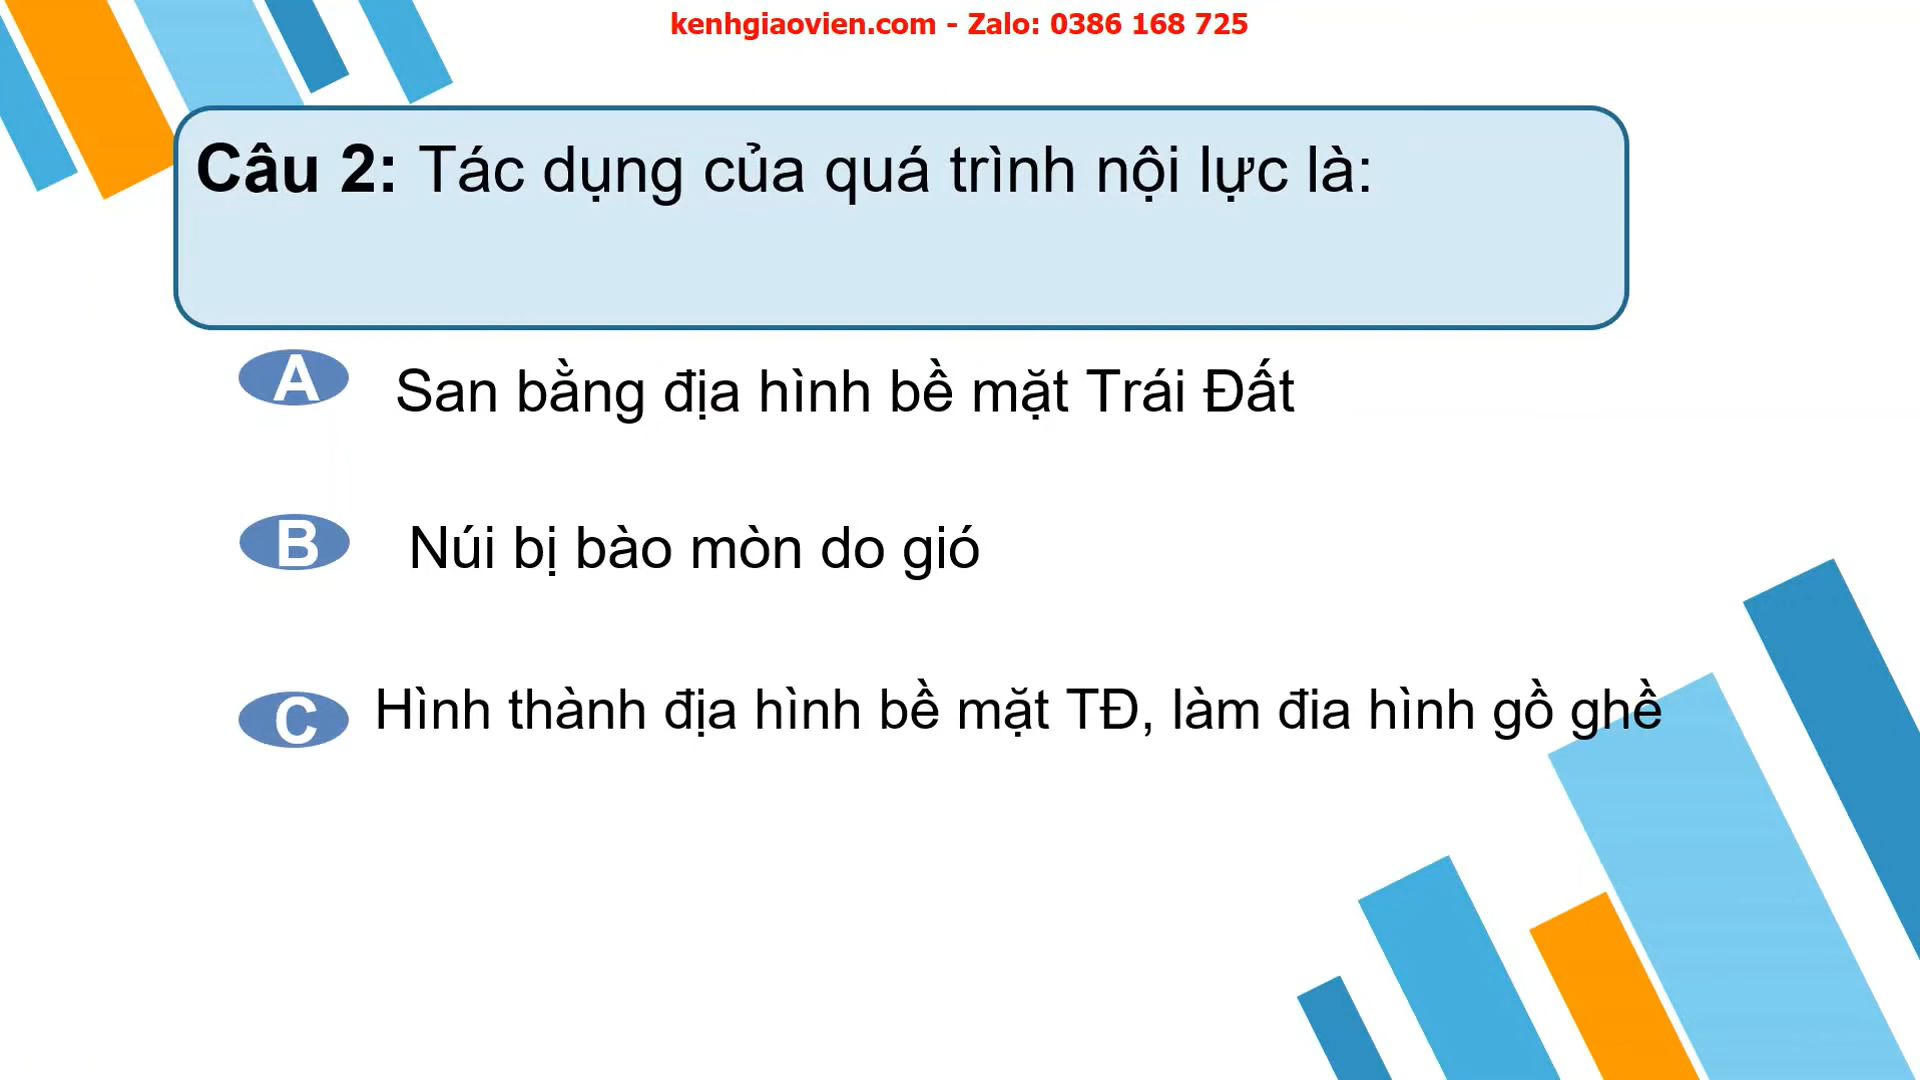 kenhgiaovien.com - Zalo: 0386 168 725
Câu 2: Tác dụng của quá trình nội lực là:
A San bằng địa hình bề mặt Trái Đất
B Núi bị bào mòn do gió
C Hình thành địa hình bề mặt TĐ, làm đia hình gồ ghề